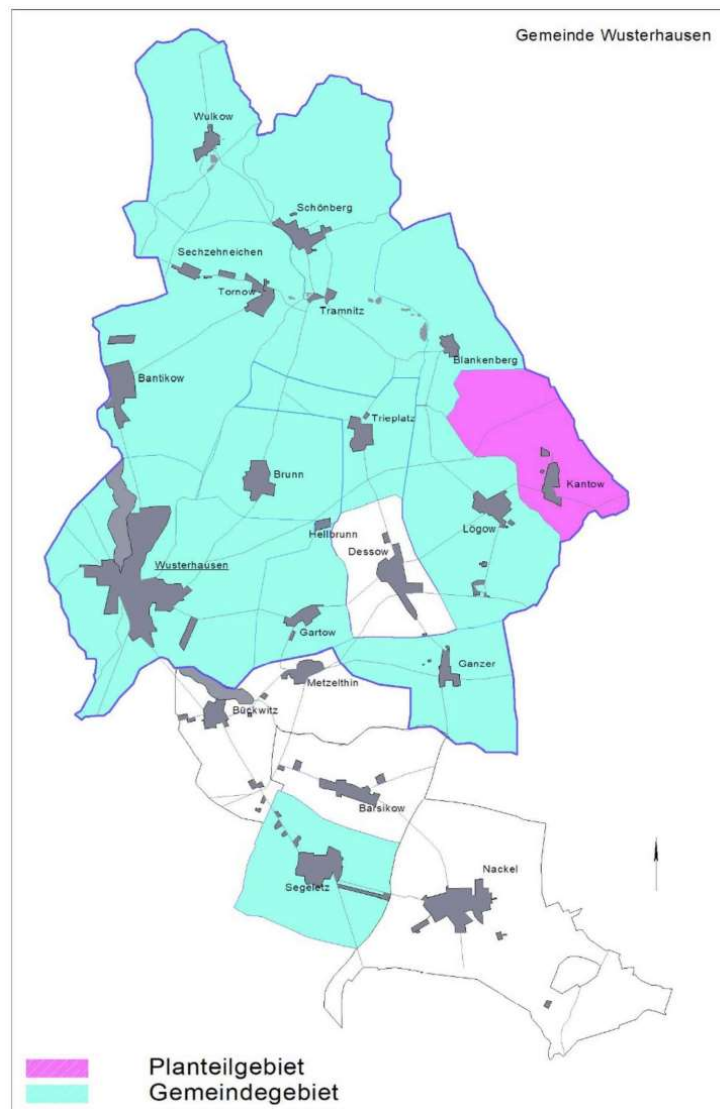 Gemeinde Wusterhausen
Wulkow
Schönberg
Sechzehneichen
Tornow
Tramnitz
Blankenberg
Bantikow
Trieplatz
Brunn
Kantow
Lögow
Hellbrunn
Dessow
Wusterhausen
Gartow
Ganzer
Metzelthin
Bückwitz
Barsikow
Nackel
Segeletz
Planteilgebiet
Gemeindegebiet